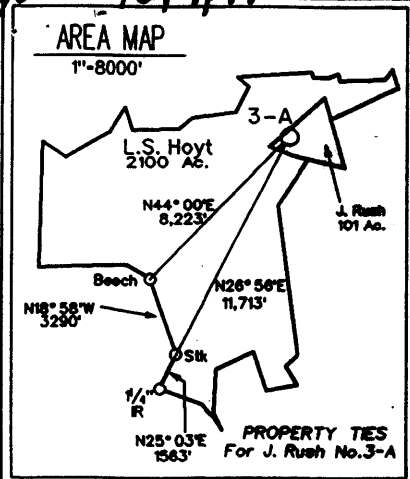 AREA MAP
1"-8000'
3-A
L.S. Hoyt
2100 Ac.
J. Rush
101 Ac.
N44° 00'E
8,223'
Beech
N26° 56'E
11,713'
N18° 58'W
3290'
Stk
1 1/4"
IR
N25° 03'E
1563'
PROPERTY TIES
For J. Rush No.3-A